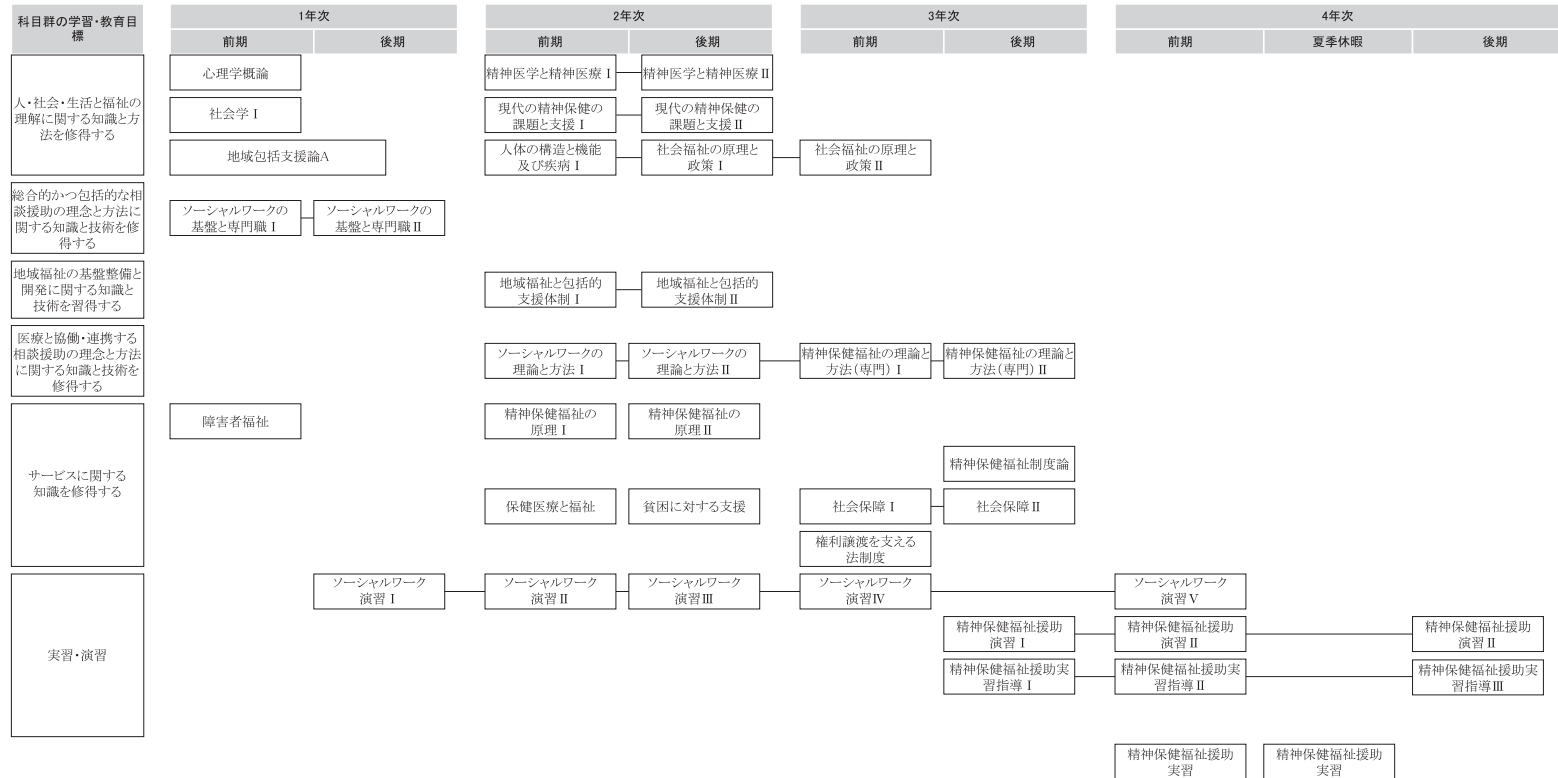 科目群の学習・教育目
標
1年次
2年次
3年次
4年次
前期
後期
前期
後期
前期
後期
前期
夏季休暇
後期
人・社会・生活と福祉の
理解に関する知識と方
法を修得する
心理学概論
精神医学と精神医療Ⅰ
精神医学と精神医療Ⅱ
社会学Ⅰ
現代の精神保健の
課題と支援Ⅰ
現代の精神保健の
課題と支援Ⅱ
地域包括支援論A
人体の構造と機能
及び疾病Ⅰ
社会福祉の原理と
政策Ⅰ
社会福祉の原理と
政策Ⅱ
総合的かつ包括的な相
談援助の理念と方法に
関する知識と技術を修
得する
ソーシャルワークの
基盤と専門職Ⅰ
ソーシャルワークの
基盤と専門職Ⅱ
地域福祉の基盤整備と
開発に関する知識と
技術を習得する
地域福祉と包括的
支援体制Ⅰ
地域福祉と包括的
支援体制Ⅱ
医療と協働・連携する
相談援助の理念と方法
に関する知識と技術を
修得する
ソーシャルワークの
理論と方法Ⅰ
ソーシャルワークの
理論と方法Ⅱ
精神保健福祉の理論と
方法（専門）Ⅰ
精神保健福祉の理論と
方法（専門）Ⅱ
サービスに関する
知識を修得する
障害者福祉
精神保健福祉の
原理Ⅰ
精神保健福祉の
原理Ⅱ
精神保健福祉制度論
保健医療と福祉
貧困に対する支援
社会保障Ⅰ
社会保障Ⅱ
権利譲渡を支える
法制度
実習・演習
ソーシャルワーク
演習Ⅰ
ソーシャルワーク
演習Ⅱ
ソーシャルワーク
演習Ⅲ
ソーシャルワーク
演習Ⅳ
ソーシャルワーク
演習Ⅴ
精神保健福祉援助
演習Ⅰ
精神保健福祉援助
演習Ⅱ
精神保健福祉援助
演習Ⅱ
精神保健福祉援助実
習指導Ⅰ
精神保健福祉援助実
習指導Ⅱ
精神保健福祉援助実
習指導Ⅲ
精神保健福祉援助
実習
精神保健福祉援助
実習